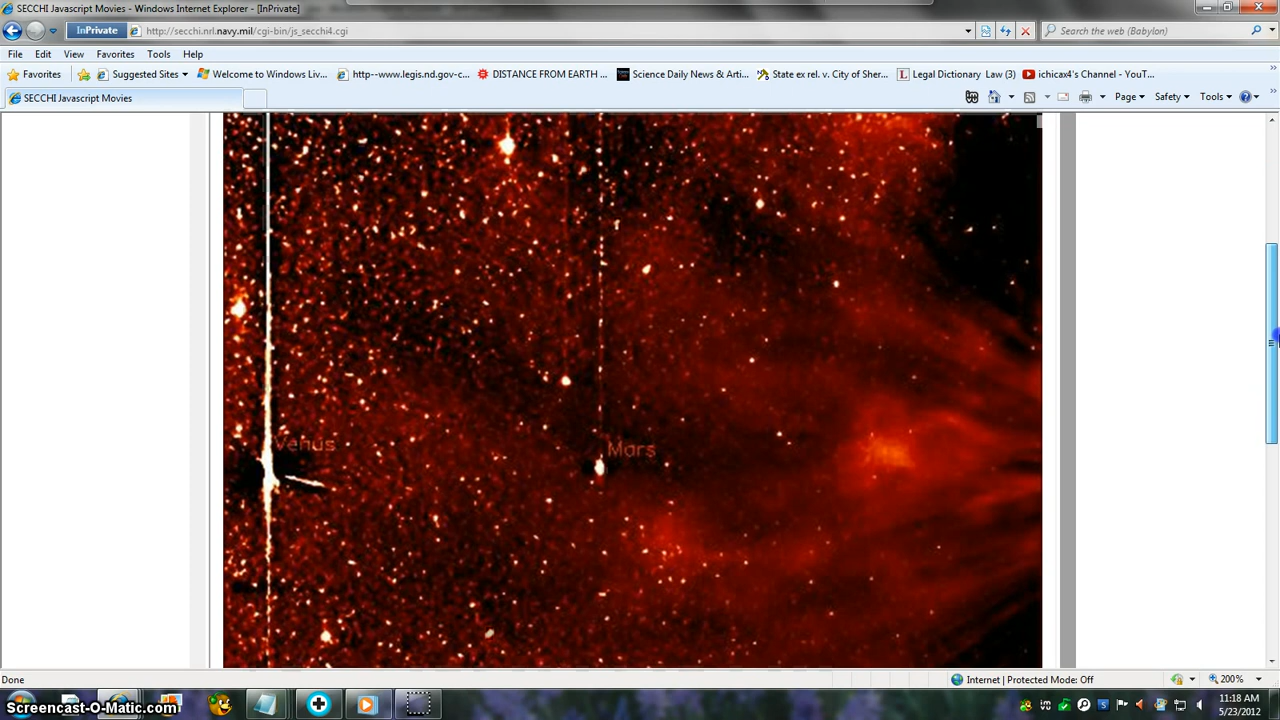 SECCHI Javascript Movies - Windows Internet Explorer - [InPrivate]
InPrivate http://secchi.nrl.navy.mil/cgi-bin/js_secchi4.cgi Search the web (Babylon)
File Edit View Favorites Tools Help
Favorites Suggested Sites Welcome to Windows Liv... http--www.legis.nd.gov-c... DISTANCE FROM EARTH ... Science Daily News & Arti... State ex rel. v. City of Sher... L Legal Dictionary Law (3) ichicax4's Channel - YouT...
SECCHI Javascript Movies Page Safety Tools
Venus
Mars
Done Internet | Protected Mode: Off 200%
Screencast-O-Matic.com
11:18 AM
5/23/2012